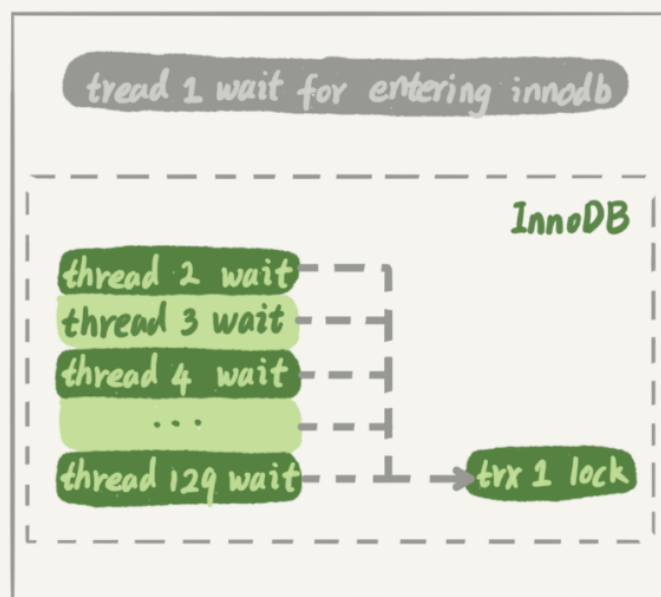 tread 1 wait for entering innodb
InnoDB
thread 2 wait
thread 3 wait
thread 4 wait
...
thread 129 wait
trx 1 lock